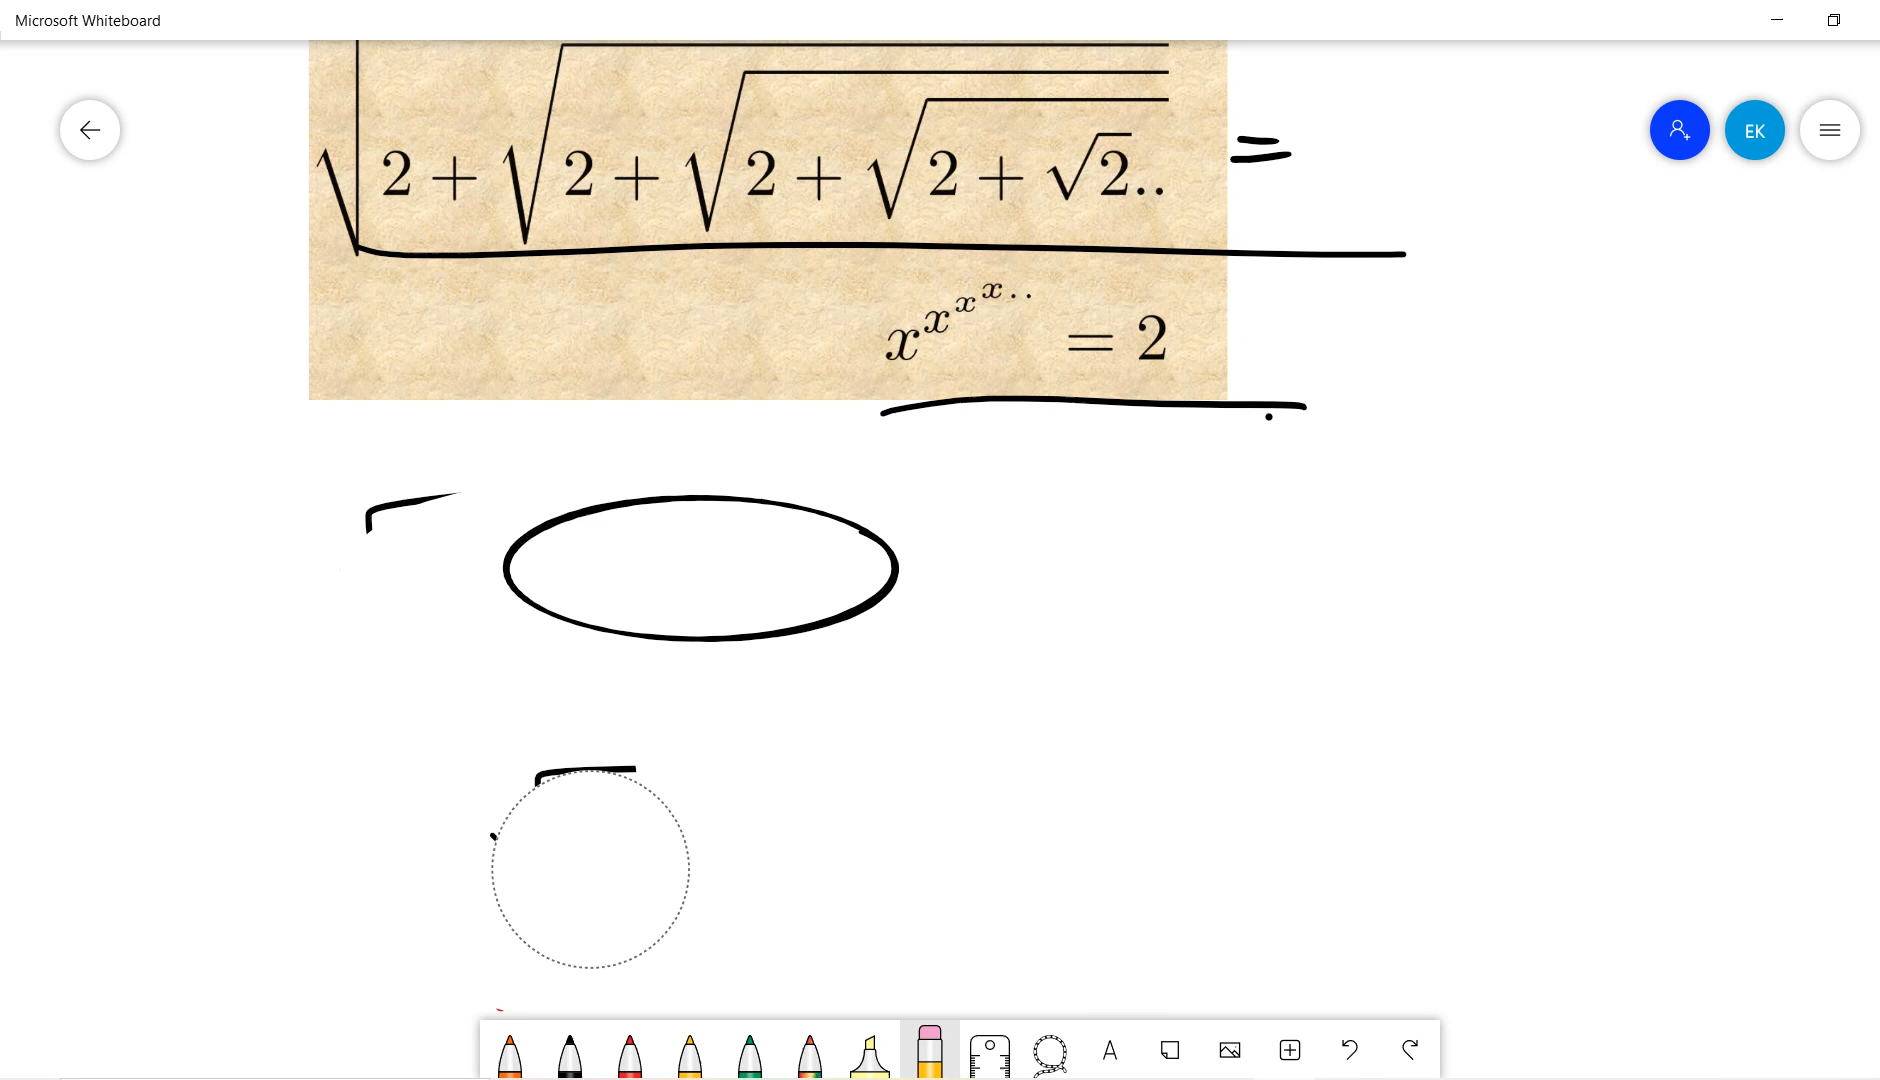 Microsoft Whiteboard
√2 + √2 + √2 + √2 + √2.. =
EK
x^x^x^x.. = 2
A